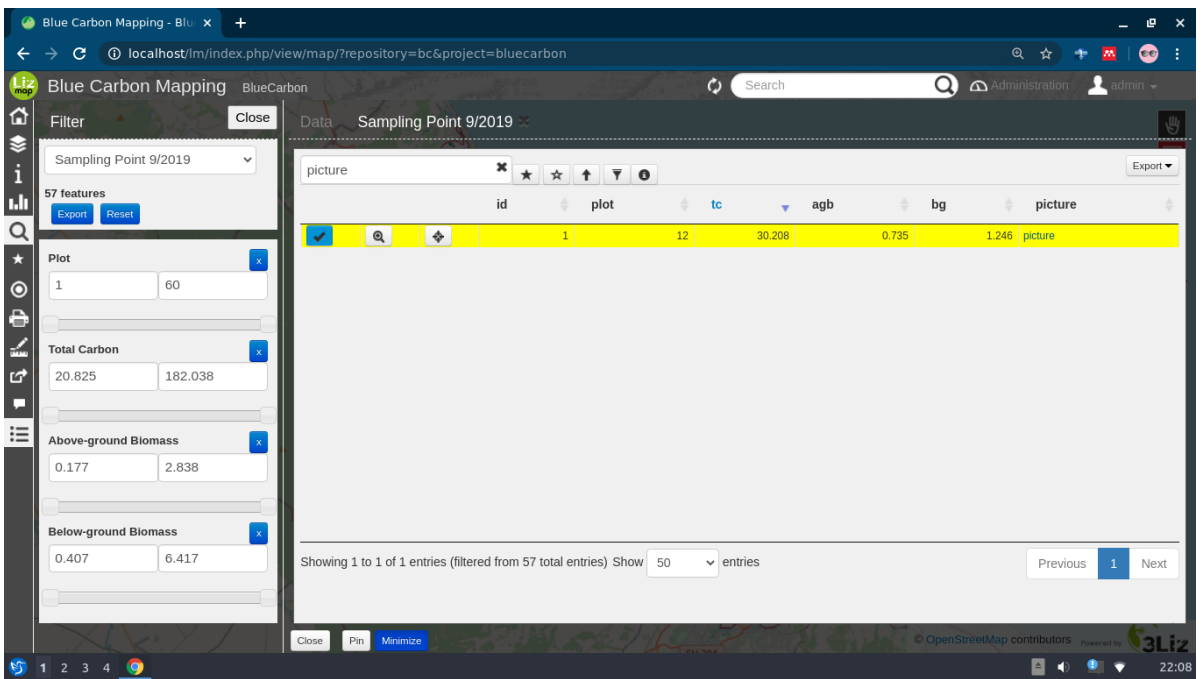 Blue Carbon Mapping - Blu
localhost/lm/index.php/view/map/?repository=bc&project=bluecarbon
Liz map
Blue Carbon Mapping BlueCarbon
Search
Administration
admin
Filter
Close
Data
Sampling Point 9/2019
Sampling Point 9/2019
57 features
Export Reset
Plot
x
1 60
Total Carbon
x
20.825 182.038
Above-ground Biomass
x
0.177 2.838
Below-ground Biomass
x
0.407 6.417
picture
Export
id plot tc agb bg picture
1 12 30.208 0.735 1.246 picture
Showing 1 to 1 of 1 entries (filtered from 57 total entries) Show 50 entries
Previous 1 Next
Close Pin Minimize
© OpenStreetMap contributors
Powered by 3Liz
1 2 3 4
22:08